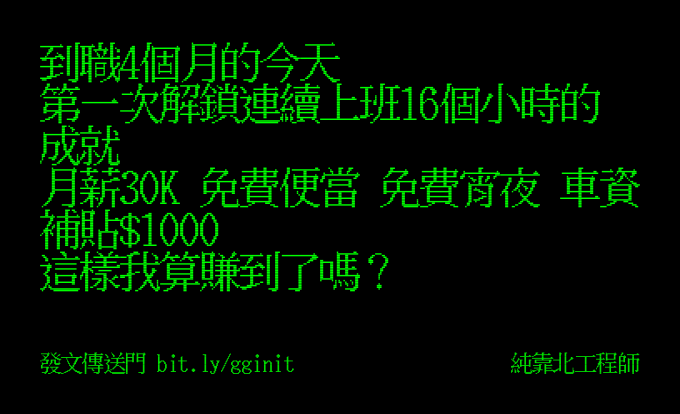 到職4個月的今天
第一次解鎖連續上班16個小時的
成就
月薪30K 免費便當 免費宵夜 車資
補貼$1000
這樣我算賺到了嗎？
發文傳送門 bit.ly/gginit
純靠北工程師